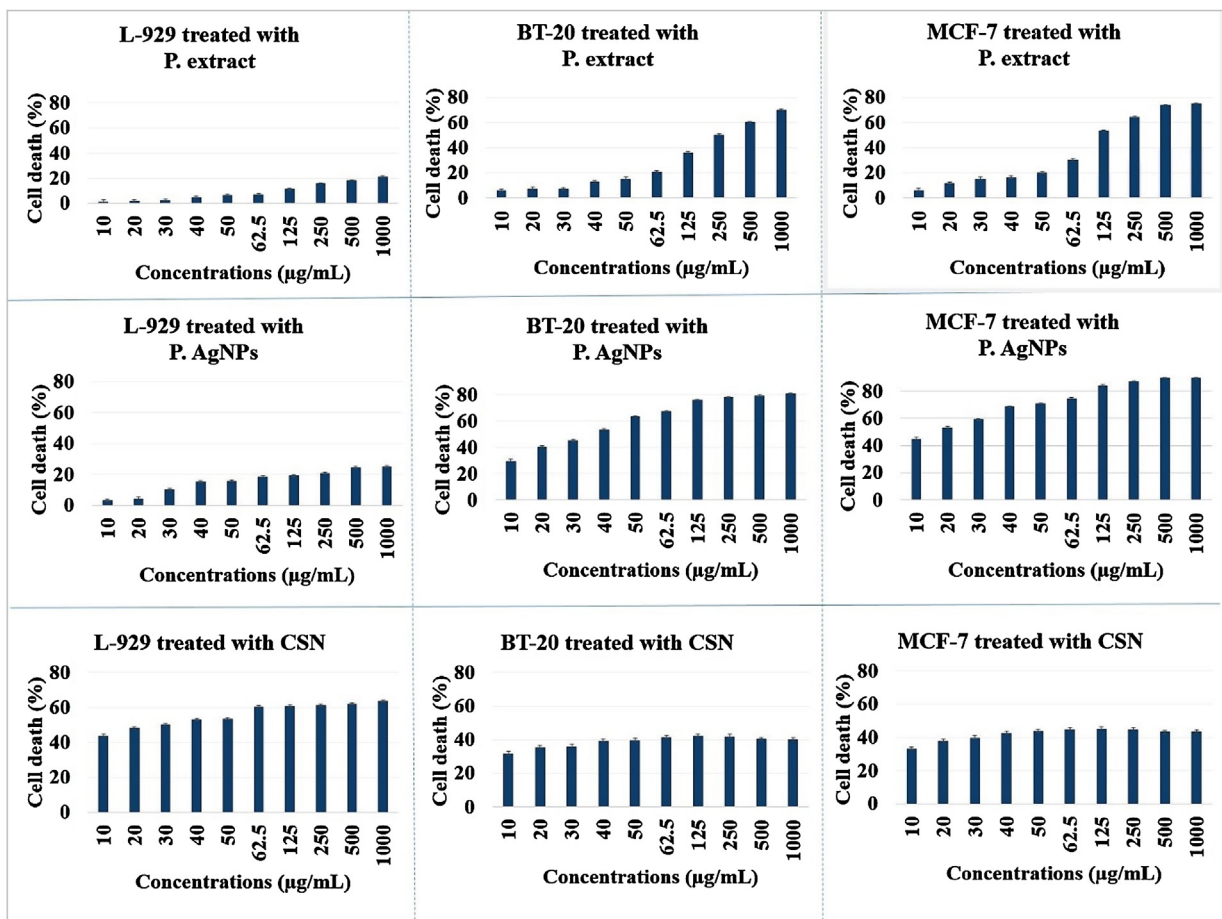 L-929 treated with
P. extract
Cell death (%)
80
60
40
20
0
10 20 30 40 50 62.5 125 250 500 1000
Concentrations (µg/mL)
BT-20 treated with
P. extract
Cell death (%)
80
60
40
20
0
10 20 30 40 50 62.5 125 250 500 1000
Concentrations (µg/mL)
MCF-7 treated with
P. extract
Cell death (%)
80
60
40
20
0
10 20 30 40 50 62.5 125 250 500 1000
Concentrations (µg/mL)
L-929 treated with
P. AgNPs
Cell death (%)
80
60
40
20
0
10 20 30 40 50 62.5 125 250 500 1000
Concentrations (µg/mL)
BT-20 treated with
P. AgNPs
Cell death (%)
80
60
40
20
0
10 20 30 40 50 62.5 125 250 500 1000
Concentrations (µg/mL)
MCF-7 treated with
P. AgNPs
Cell death (%)
80
60
40
20
0
10 20 30 40 50 62.5 125 250 500 1000
Concentrations (µg/mL)
L-929 treated with CSN
Cell death (%)
80
60
40
20
0
10 20 30 40 50 62.5 125 250 500 1000
Concentrations (µg/mL)
BT-20 treated with CSN
Cell death (%)
80
60
40
20
0
10 20 30 40 50 62.5 125 250 500 1000
Concentrations (µg/mL)
MCF-7 treated with CSN
Cell death (%)
80
60
40
20
0
10 20 30 40 50 62.5 125 250 500 1000
Concentrations (µg/mL)